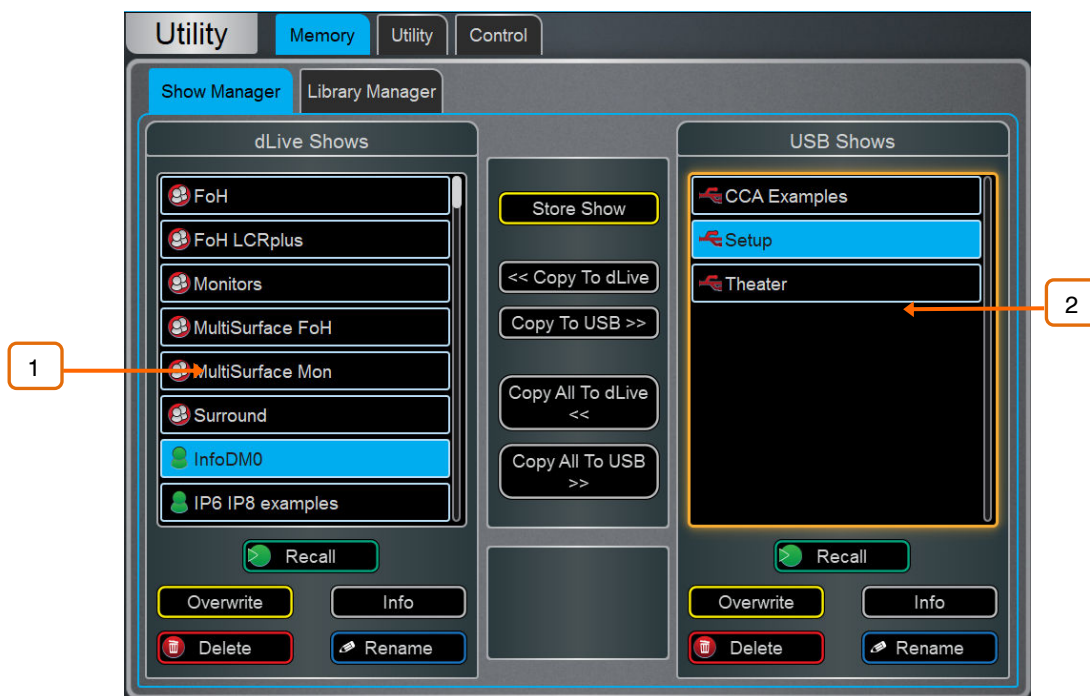 Utility
Memory
Utility
Control
Show Manager
Library Manager
dLive Shows
FoH
FoH LCRplus
Monitors
MultiSurface FoH
MultiSurface Mon
Surround
InfoDM0
IP6 IP8 examples
Recall
Overwrite
Info
Delete
Rename
Store Show
<< Copy To dLive
Copy To USB >>
Copy All To dLive
<<
Copy All To USB
>>
USB Shows
CCA Examples
Setup
Theater
Recall
Overwrite
Info
Delete
Rename
1
2